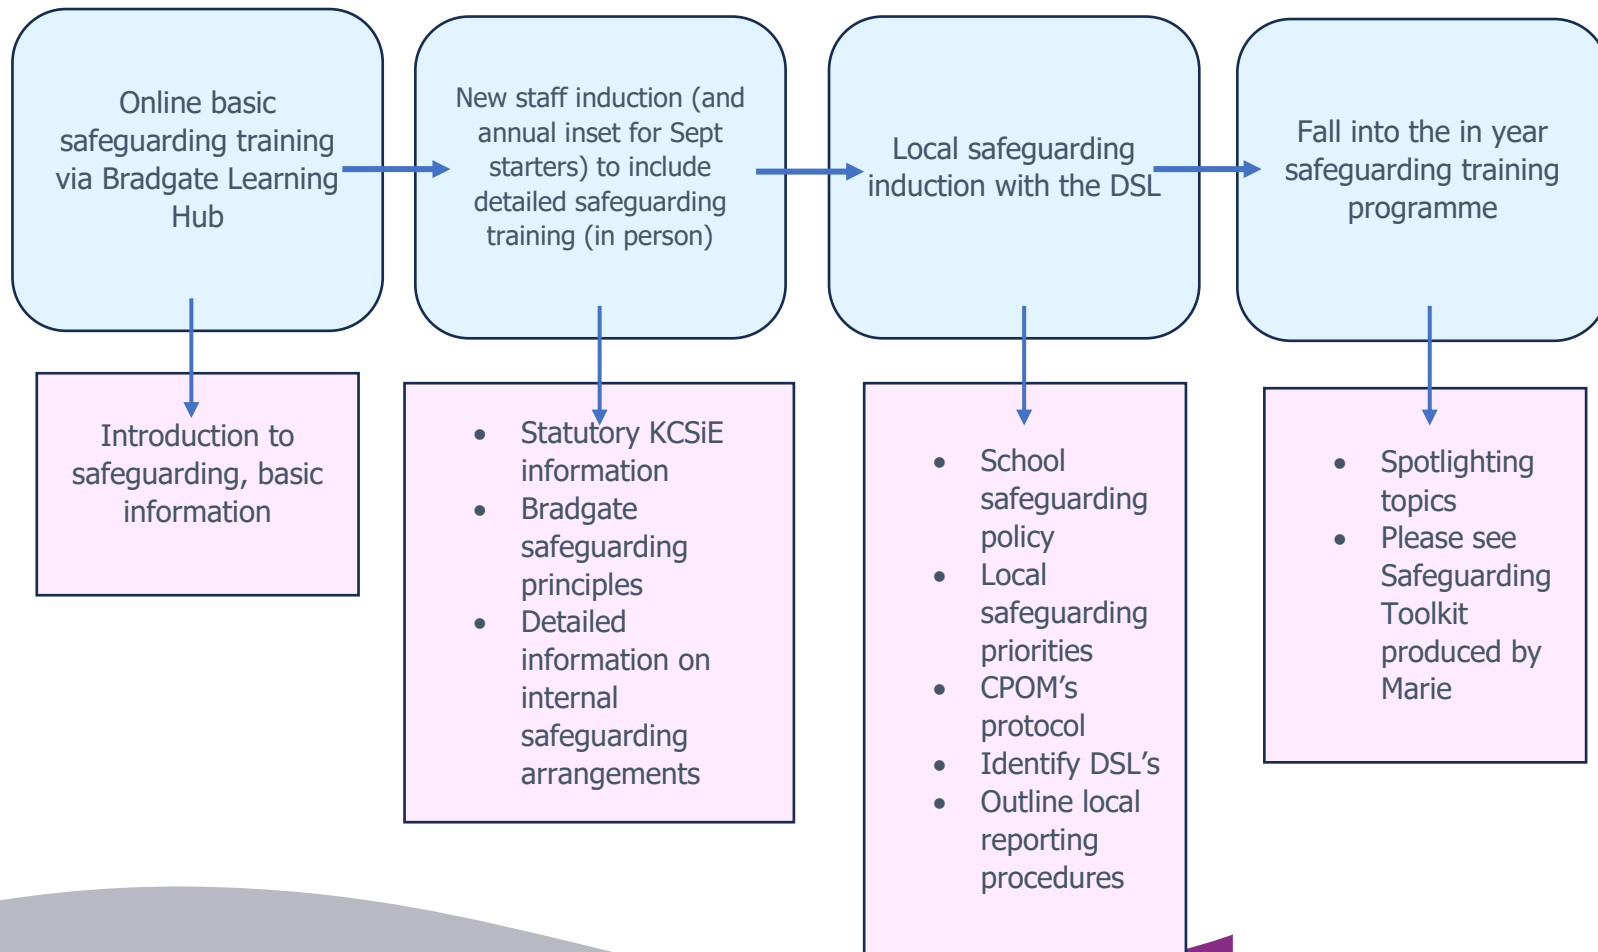 Online basic
safeguarding training
via Bradgate Learning
Hub
New staff induction (and
annual inset for Sept
starters) to include
detailed safeguarding
training (in person)
Local safeguarding
induction with the DSL
Fall into the in year
safeguarding training
programme
Introduction to
safeguarding, basic
information
• Statutory KCSiE
information
• Bradgate
safeguarding
principles
• Detailed
information on
internal
safeguarding
arrangements
• School
safeguarding
policy
• Local
safeguarding
priorities
• CPOM’s
protocol
• Identify DSL’s
• Outline local
reporting
procedures
• Spotlighting
topics
• Please see
Safeguarding
Toolkit
produced by
Marie